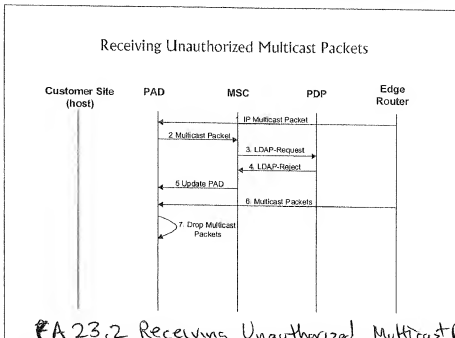 Receiving Unauthorized Multicast Packets
Customer Site PAD MSC PDP Edge
(host) Router
IP Multicast Packet
2 Multicast Packet
3. LDAP-Request
4. LDAP-Reject
5 Update PAD
6. Multicast Packets
7. Drop Multicast
Packets
A 23.2 Receiving Unauthorized Multicast